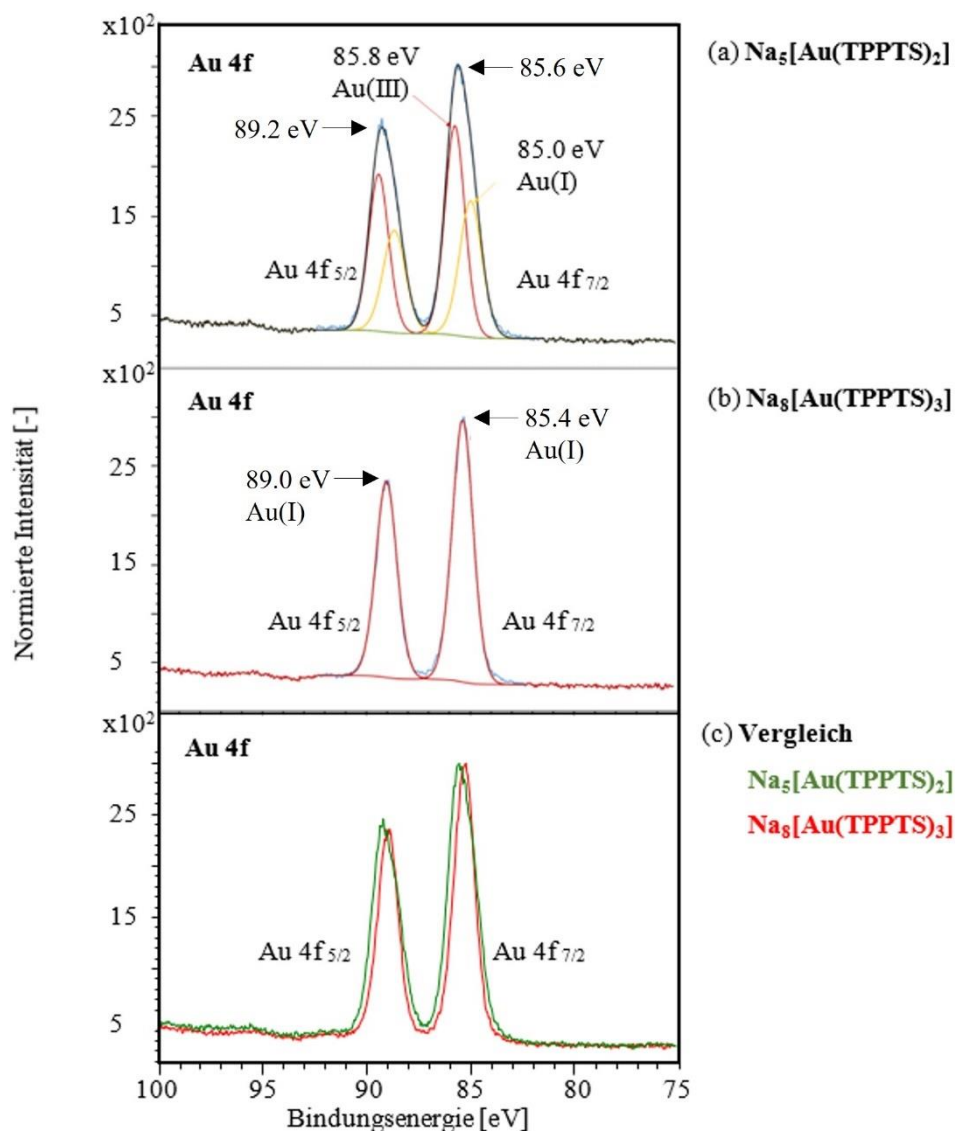 Normierte Intensität [-]
x10²
Au 4f
25
15
5
89.2 eV
85.8 eV
Au(III)
85.6 eV
85.0 eV
Au(I)
Au 4f 5/2
Au 4f 7/2
(a) Na₅[Au(TPPTS)₂]
x10²
Au 4f
25
15
5
89.0 eV
Au(I)
85.4 eV
Au(I)
Au 4f 5/2
Au 4f 7/2
(b) Na₈[Au(TPPTS)₃]
x10²
Au 4f
25
15
5
Au 4f 5/2
Au 4f 7/2
(c) Vergleich
Na₅[Au(TPPTS)₂]
Na₈[Au(TPPTS)₃]
100 95 90 85 80 75
Bindungsenergie [eV]